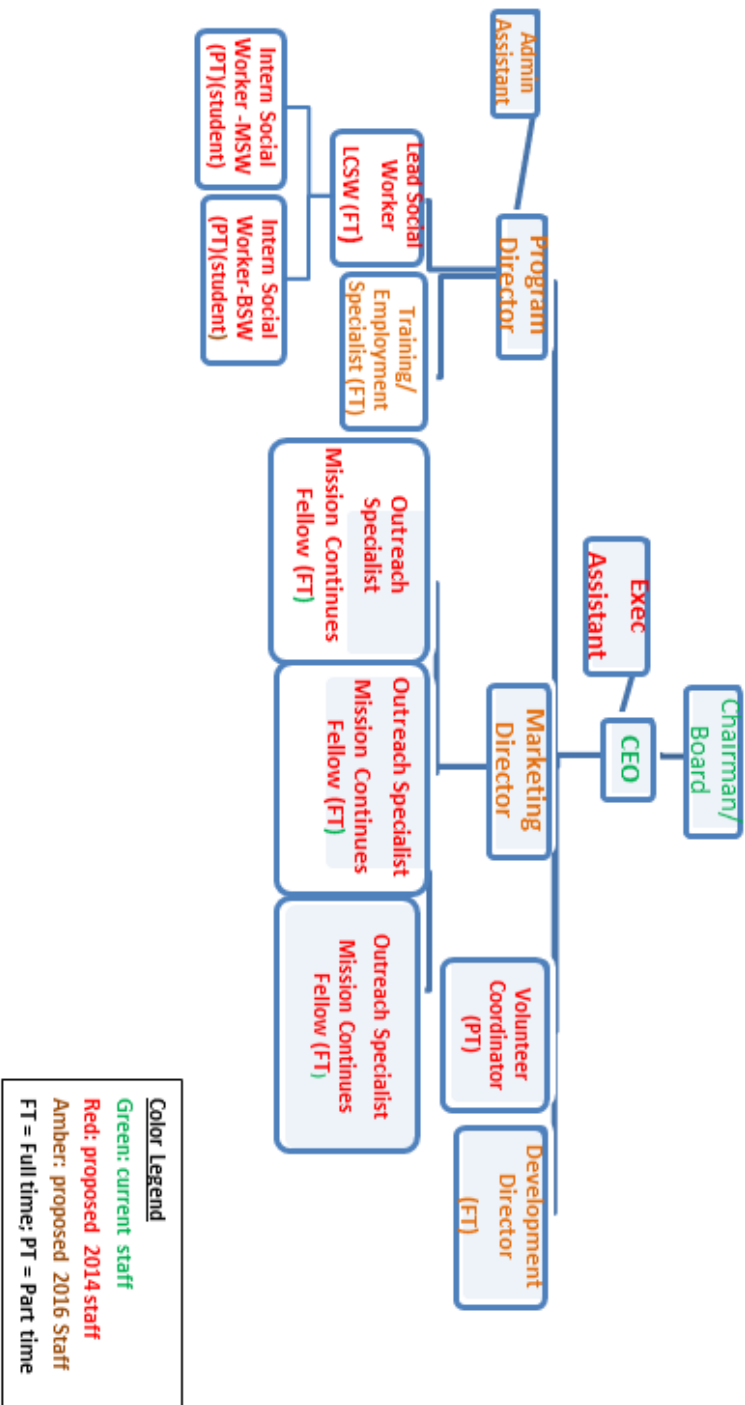 Chairman/
Board
CEO
Exec
Assistant
Program
Director
Marketing
Director
Volunteer
Coordinator
(PT)
Development
Director
(FT)
Admin
Assistant
Lead Social
Worker
LCSW (FT)
Training/
Employment
Specialist (FT)
Outreach
Specialist
Mission Continues
Fellow (FT)
Outreach Specialist
Mission Continues
Fellow (FT)
Outreach Specialist
Mission Continues
Fellow (FT)
Intern Social
Worker -MSW
(PT)(student)
Intern Social
Worker-BSW
(PT)(student)
Color Legend
Green: current staff
Red: proposed 2014 staff
Amber: proposed 2016 Staff
FT = Full time; PT = Part time